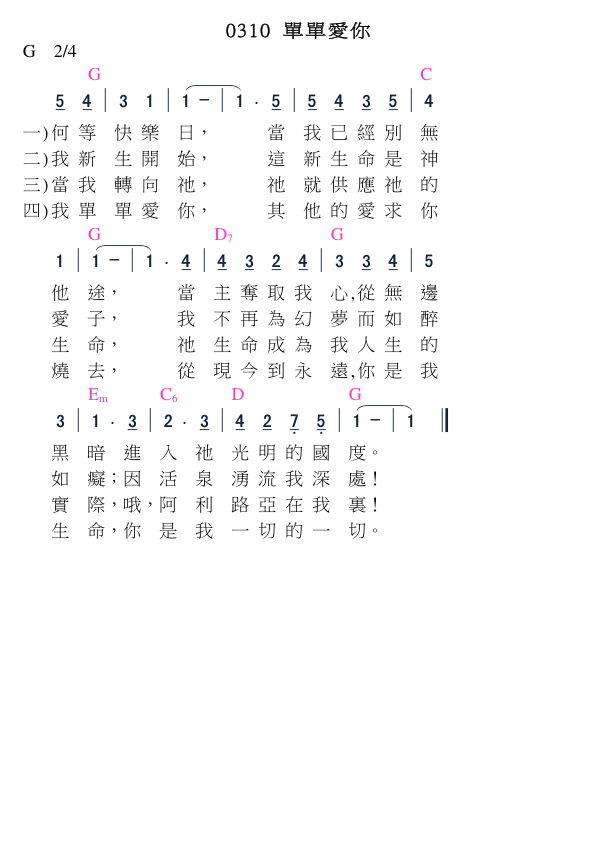 0310 單單愛你
G 2/4
G C
5 4 | 3 1 | 1 – | 1 . 5 | 5 4 3 5 | 4
一)何等快樂日，當我已經別無
二)我新生開始，這新生命是神
三)當我轉向祂，祂就供應祂的
四)我單單愛你，其他的愛求你
G D7 G
1 | 1 – | 1 . 4 | 4 3 2 4 | 3 3 4 | 5
他途，當主奪取我心,從無邊
愛子，我不再為幻夢而如醉
生命，祂生命成為我人生的
燒去，從現今到永遠,你是我
Em C6 D G
3 | 1 . 3 | 2 . 3 | 4 2 7 5 | 1 – | 1 ||
黑暗進入祂光明的國度。
如癡；因活泉湧流我深處！
實際，哦，阿利路亞在我裏！
生命，你是我一切的一切。